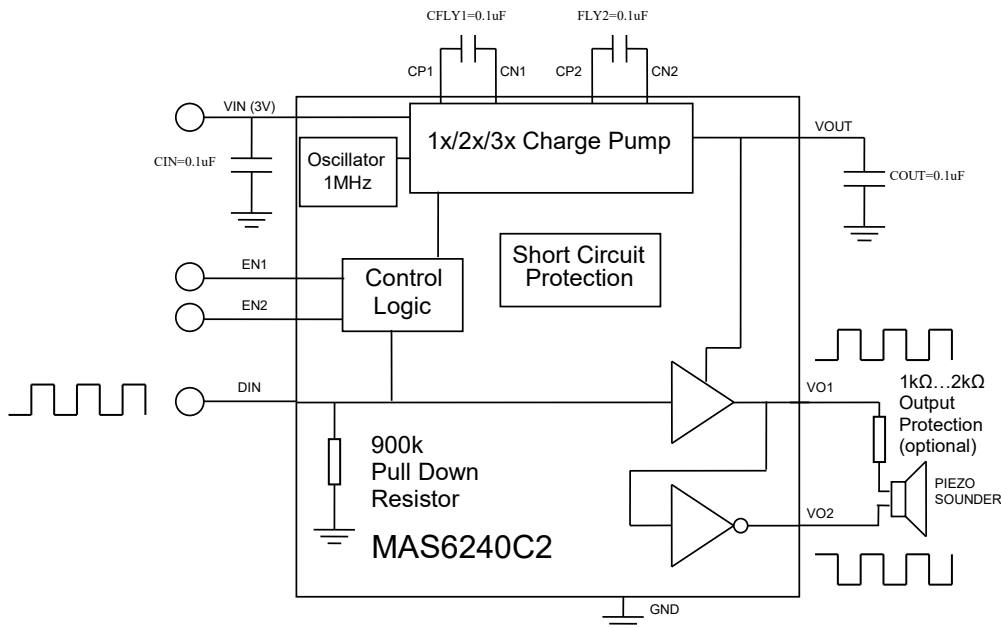 CFLY1=0.1uF
FLY2=0.1uF
CP1
CN1
CP2
CN2
VIN (3V)
1x/2x/3x Charge Pump
VOUT
CIN=0.1uF
Oscillator
1MHz
COUT=0.1uF
Short Circuit
Protection
EN1
Control
Logic
EN2
DIN
VO1
1kΩ...2kΩ
Output
Protection
(optional)
900k
Pull Down
Resistor
PIEZO
SOUNDER
VO2
MAS6240C2
GND